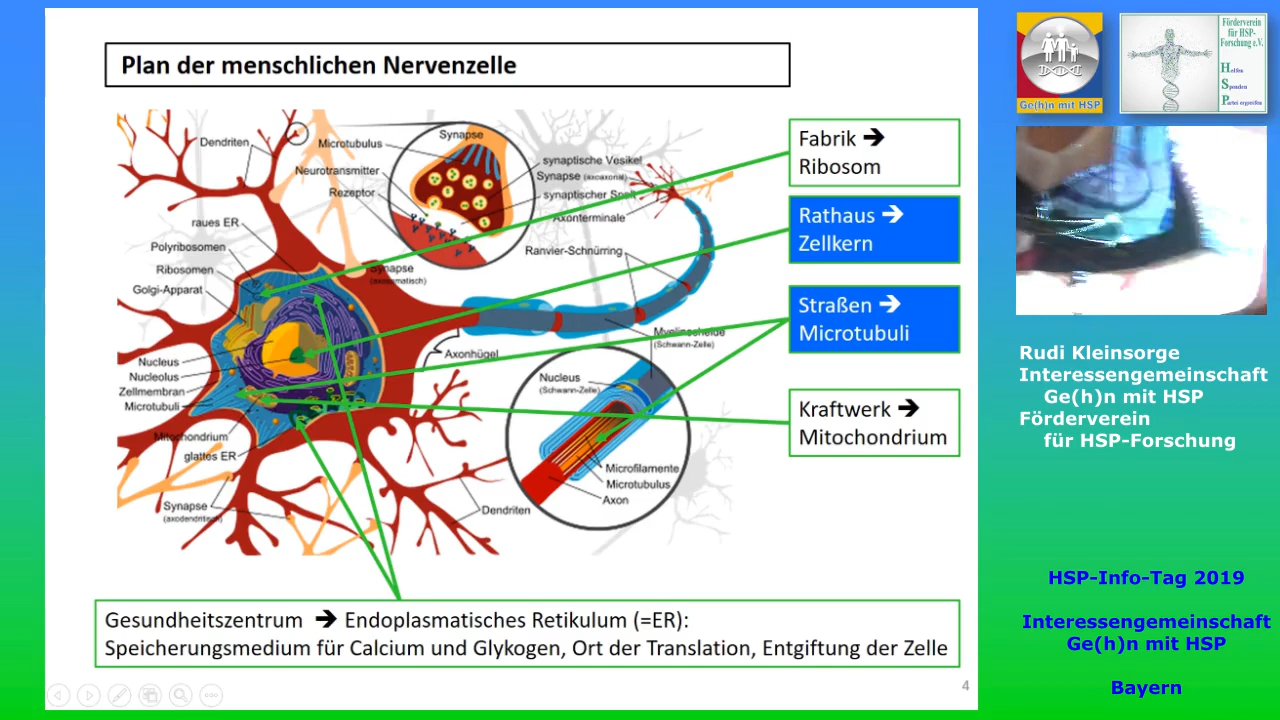 Plan der menschlichen Nervenzelle
Dendriten
Microtubulus
Neurotransmitter
Rezeptor
Synapse
synaptische Vesikel
Synapse (axoaxonal)
synaptischer Spalt
Axonterminale
Ranvier-Schnürring
raues ER
Polyribosomen
Ribosomen
Golgi-Apparat
Synapse
(axosomatisch)
Nucleus
Nucleolus
Zellmembran
Microtubuli
Mitochondrium
glattes ER
Synapse
(axodendritisch)
Axonhügel
Myelinscheide
(Schwann-Zelle)
Nucleus
(Schwann-Zelle)
Microfilamente
Microtubulus
Axon
Dendriten
Fabrik ➔
Ribosom
Rathaus ➔
Zellkern
Straßen ➔
Microtubuli
Kraftwerk ➔
Mitochondrium
Gesundheitszentrum ➔ Endoplasmatisches Retikulum (=ER):
Speicherungsmedium für Calcium und Glykogen, Ort der Translation, Entgiftung der Zelle
4
Ge(h)n mit HSP
Förderverein
für HSP-
Forschung e.V.
Helfen
Spenden
Partei ergreifen
Rudi Kleinsorge
Interessengemeinschaft
Ge(h)n mit HSP
Förderverein
für HSP-Forschung
HSP-Info-Tag 2019
Interessengemeinschaft
Ge(h)n mit HSP
Bayern